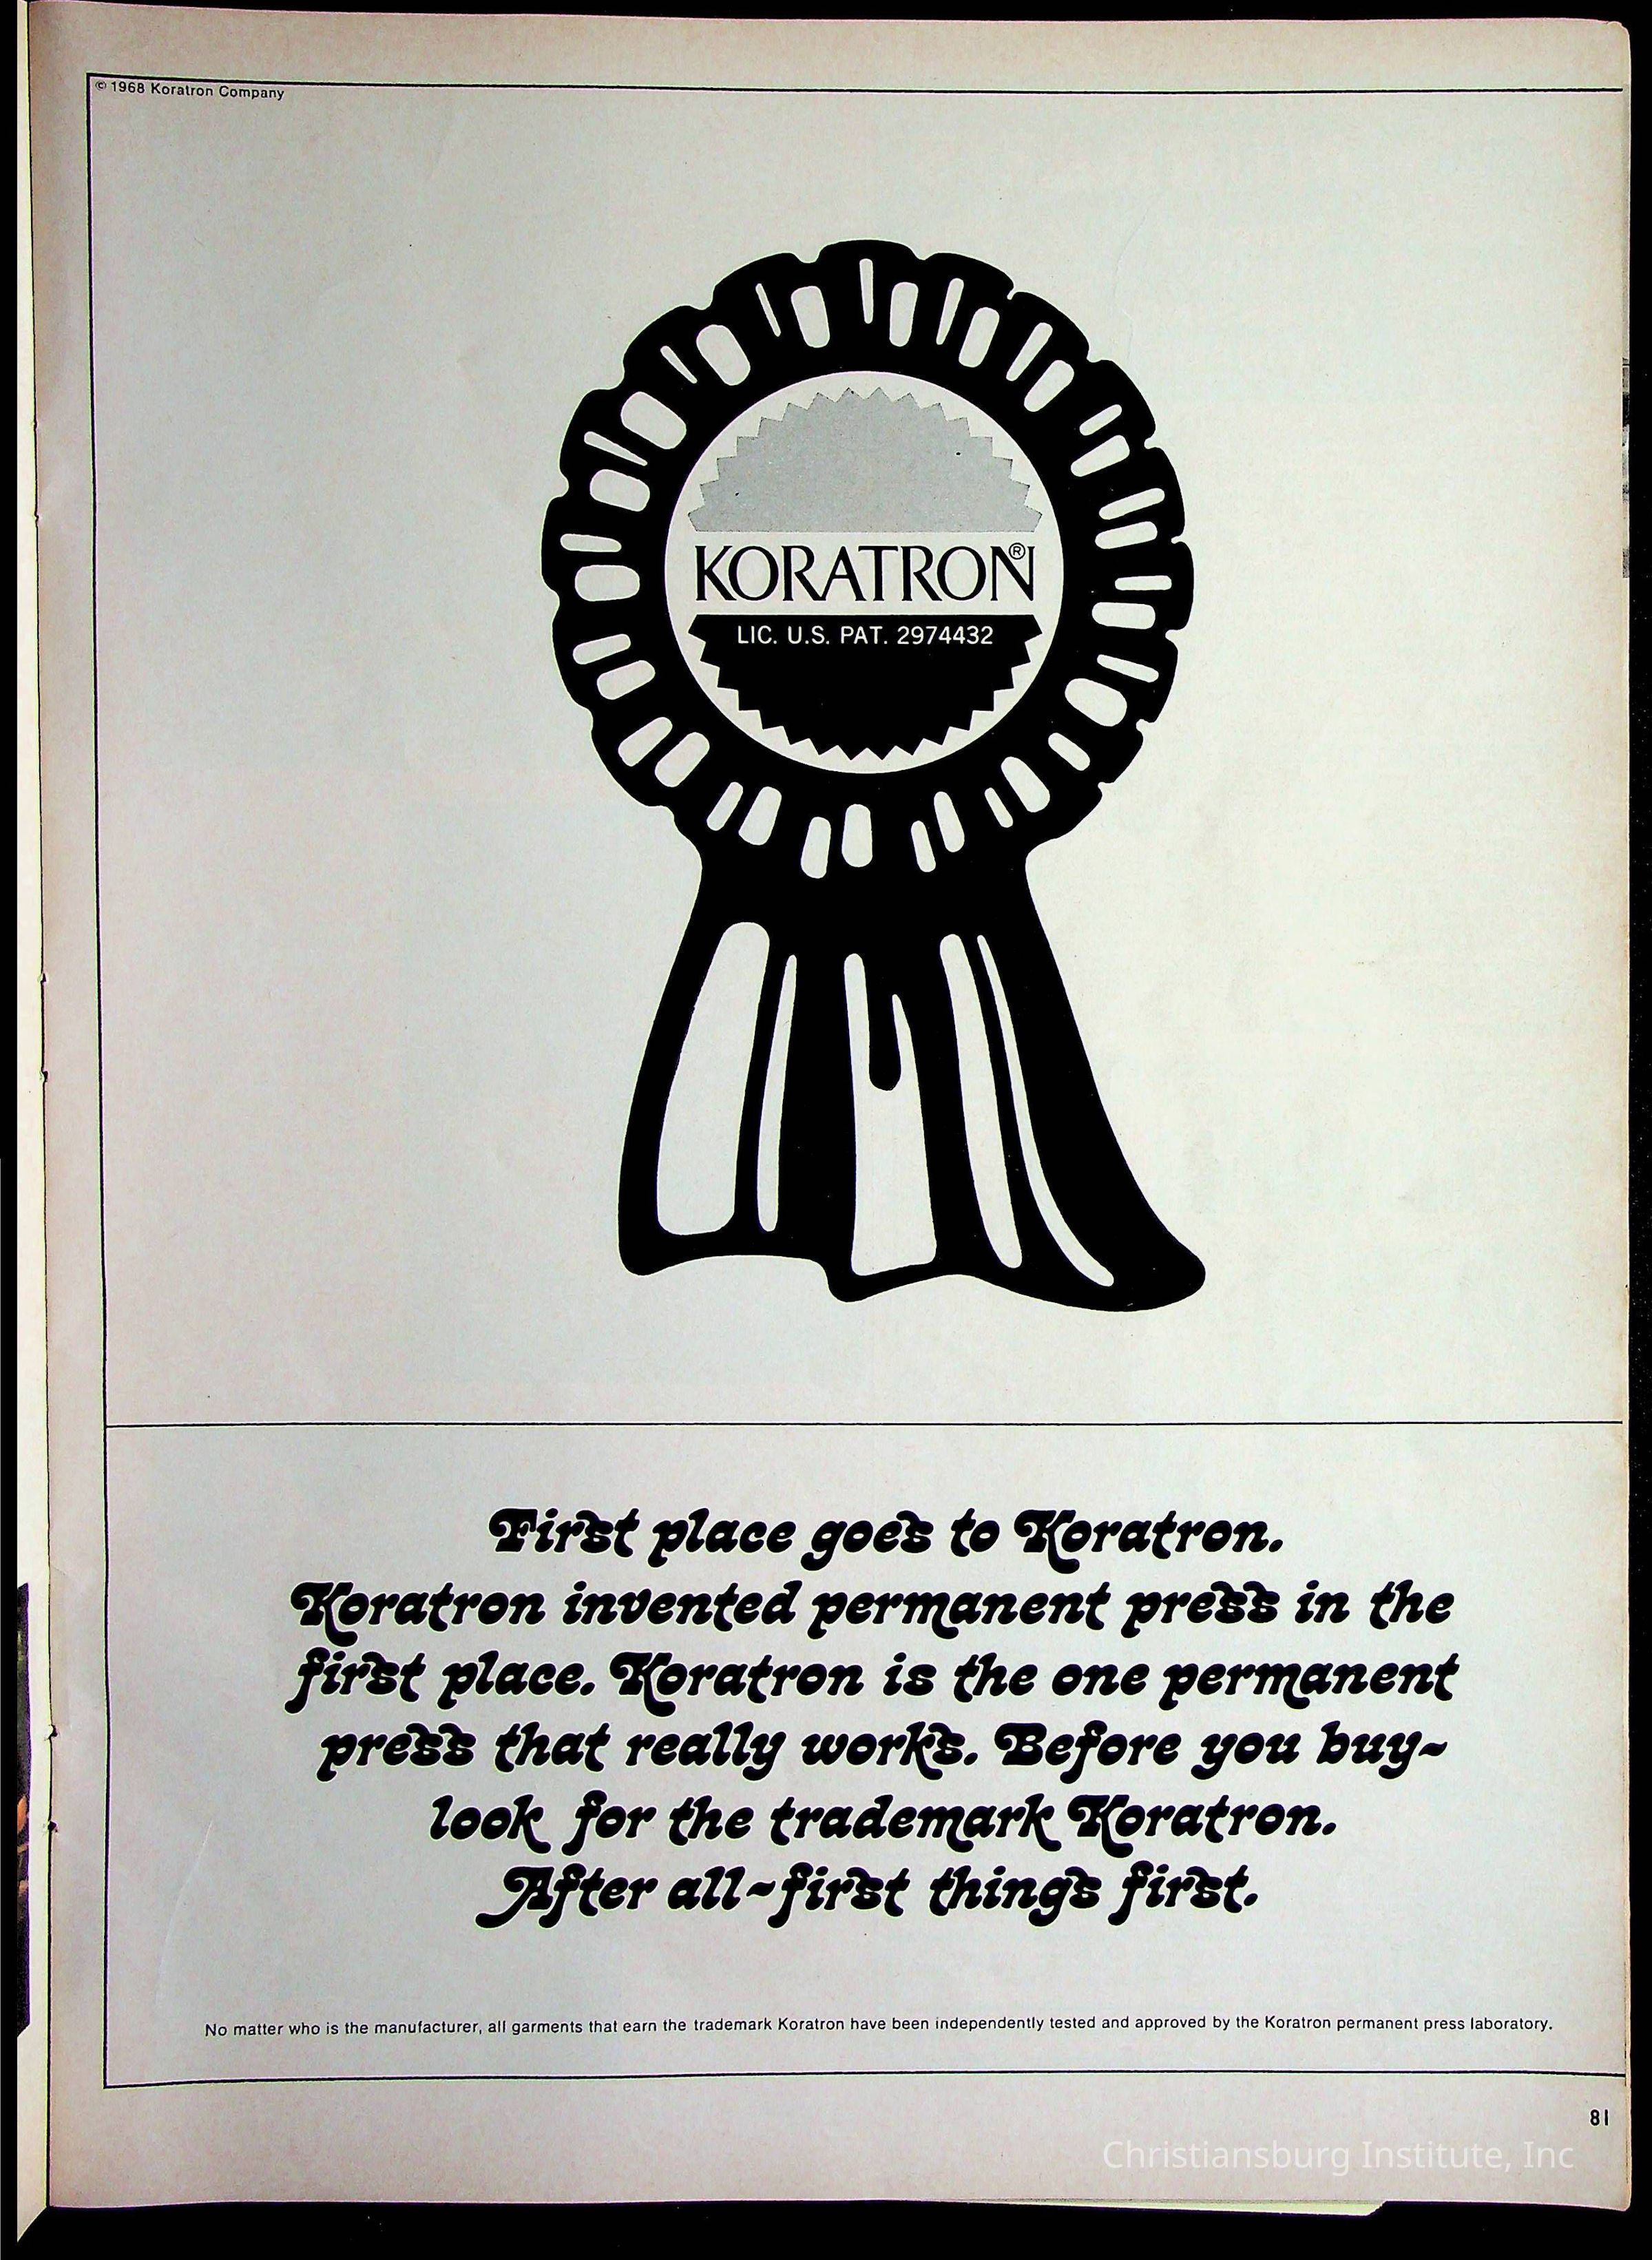 © 1968 Koratron Company
KORATRON®
LIC. U.S. PAT. 2974432
First place goes to Koratron.
Koratron invented permanent press in the
first place. Koratron is the one permanent
press that really works. Before you buy-
look for the trademark Koratron.
After all-first things first.
No matter who is the manufacturer, all garments that earn the trademark Koratron have been independently tested and approved by the Koratron permanent press laboratory.
81
Christiansburg Institute, Inc